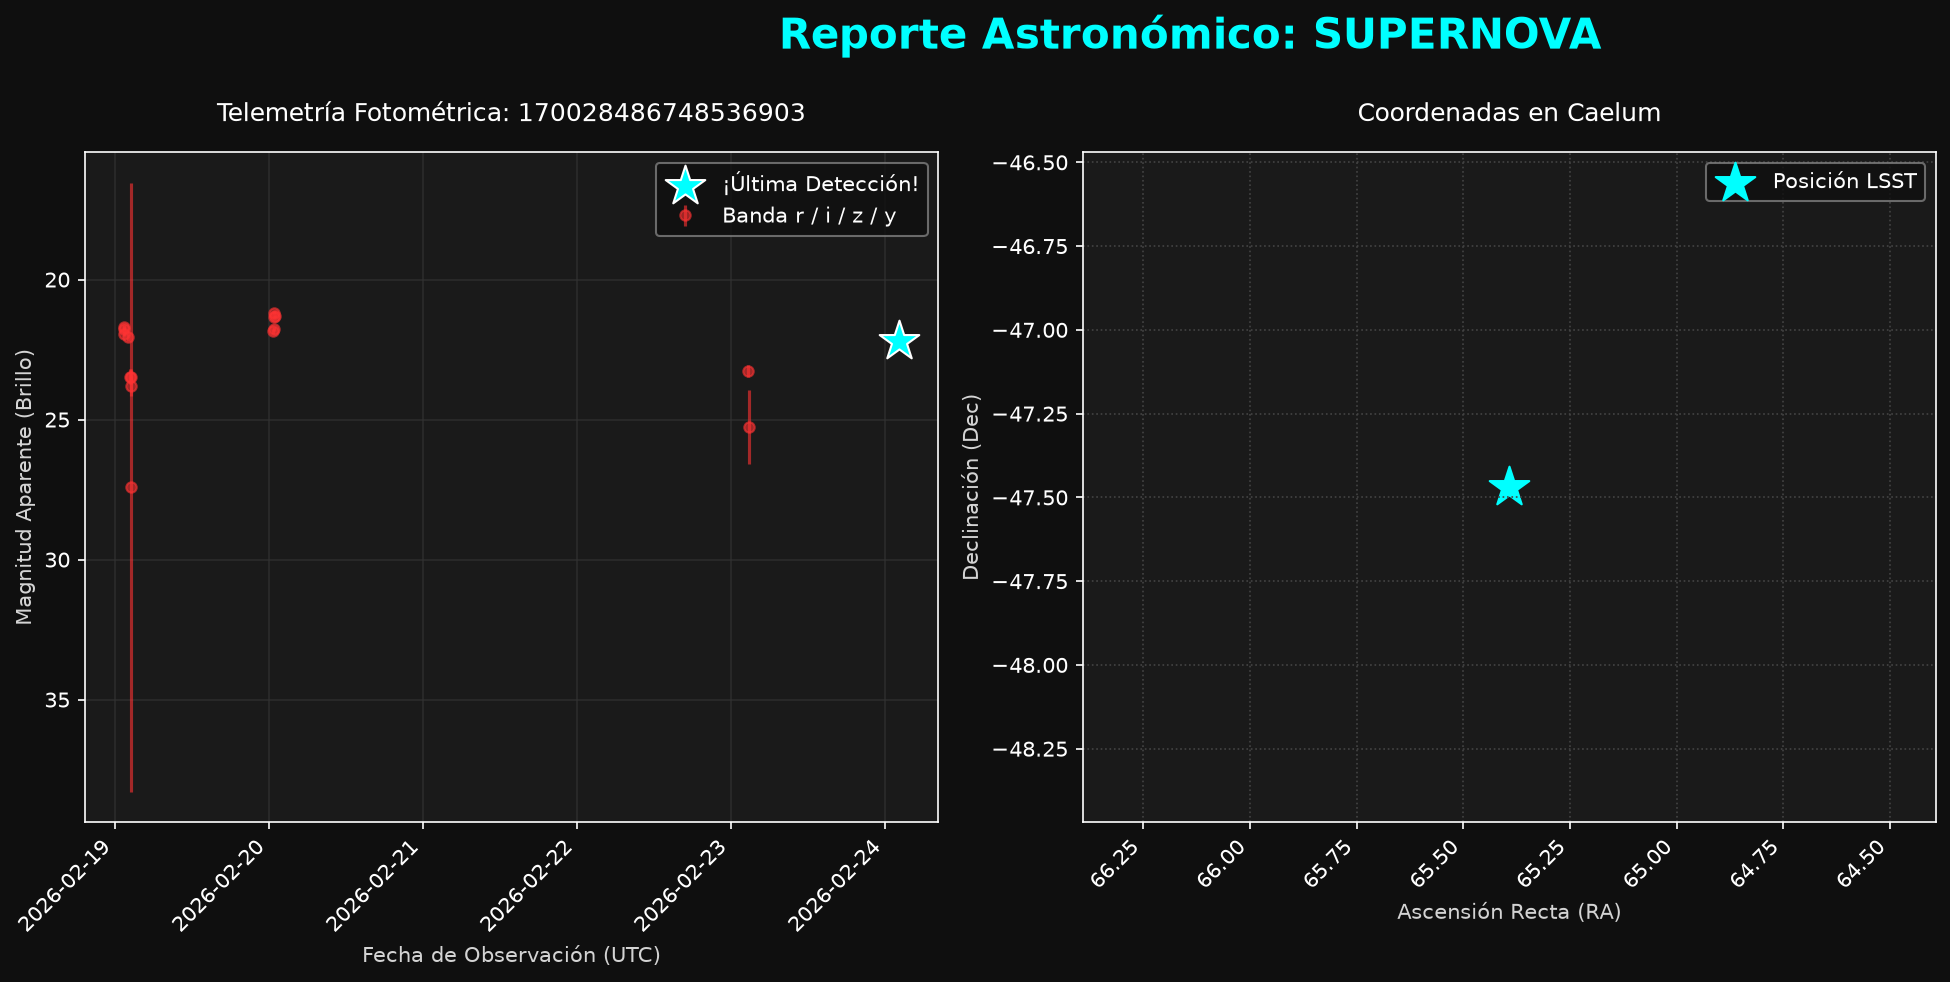 Reporte Astronómico: SUPERNOVA
Telemetría Fotométrica: 170028486748536903
¡Última Detección!
Banda r / i / z / y
Magnitud Aparente (Brillo)
20
25
30
35
2026-02-19
2026-02-20
2026-02-21
2026-02-22
2026-02-23
2026-02-24
Fecha de Observación (UTC)
Coordenadas en Caelum
Posición LSST
Declinación (Dec)
−46.50
−46.75
−47.00
−47.25
−47.50
−47.75
−48.00
−48.25
66.25
66.00
65.75
65.50
65.25
65.00
64.75
64.50
Ascensión Recta (RA)